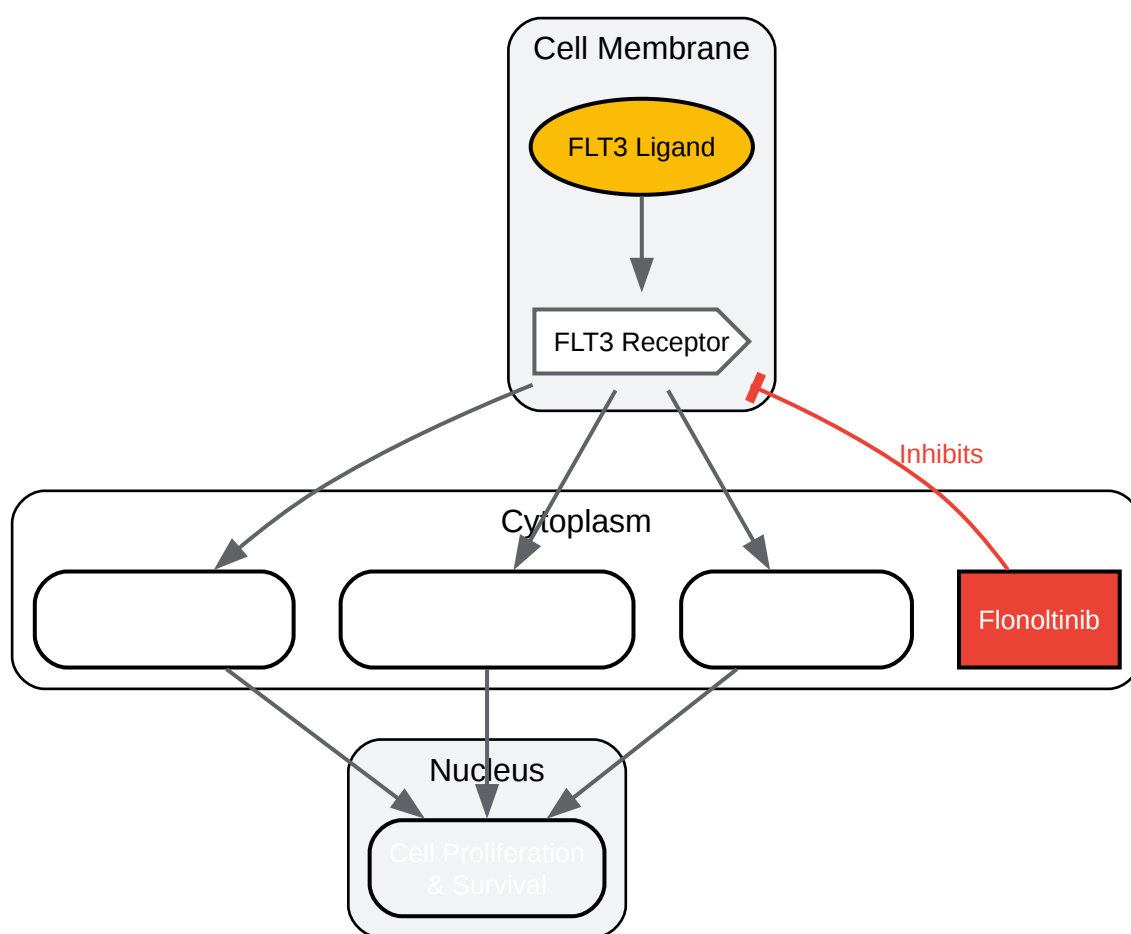 Cell Membrane
FLT3 Ligand
FLT3 Receptor
Inhibits
Cytoplasm
Flonoltinib
Nucleus
Cell Proliferation
& Survival